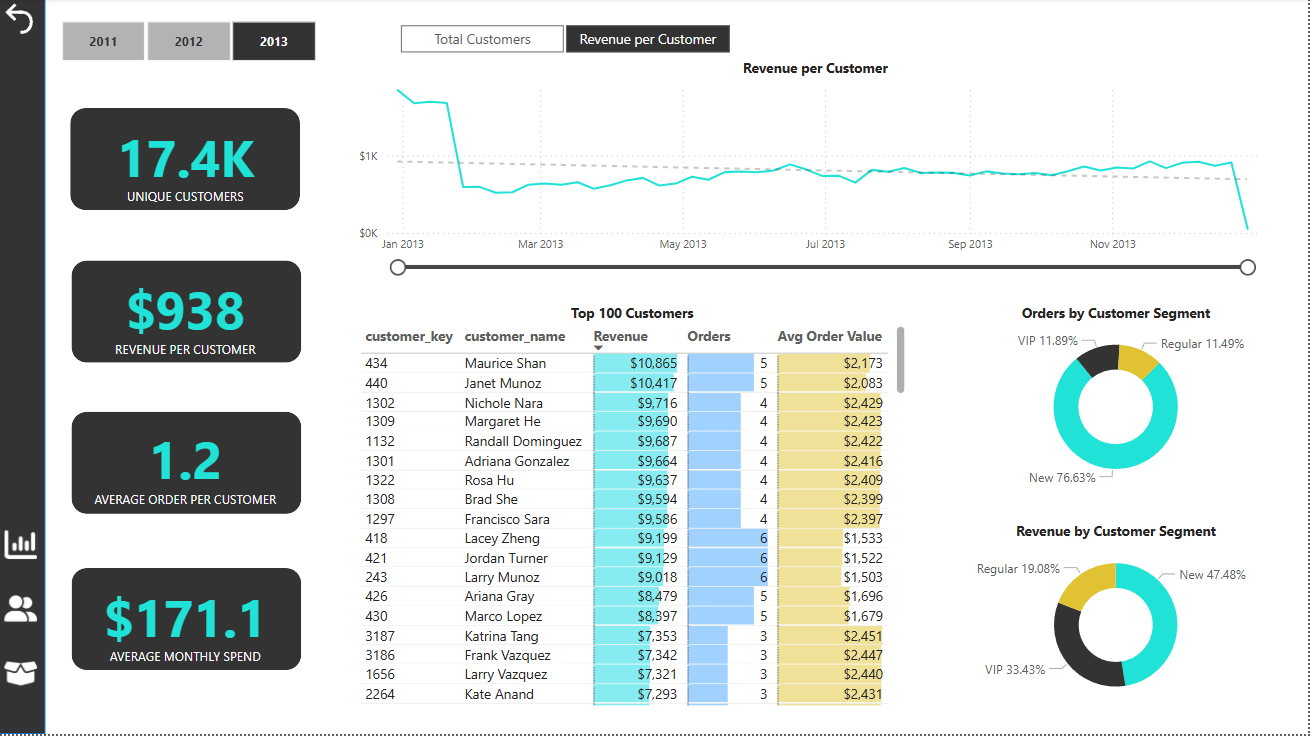 2011 2012 2013
Total Customers Revenue per Customer
Revenue per Customer
$1K
$0K
Jan 2013 Mar 2013 May 2013 Jul 2013 Sep 2013 Nov 2013
17.4K
UNIQUE CUSTOMERS
$938
REVENUE PER CUSTOMER
1.2
AVERAGE ORDER PER CUSTOMER
$171.1
AVERAGE MONTHLY SPEND
Top 100 Customers
customer_key customer_name Revenue Orders Avg Order Value
434 Maurice Shan $10,865 5 $2,173
440 Janet Munoz $10,417 5 $2,083
1302 Nichole Nara $9,716 4 $2,429
1309 Margaret He $9,690 4 $2,423
1132 Randall Dominguez $9,687 4 $2,422
1301 Adriana Gonzalez $9,664 4 $2,416
1322 Rosa Hu $9,637 4 $2,409
1308 Brad She $9,594 4 $2,399
1297 Francisco Sara $9,586 4 $2,397
418 Lacey Zheng $9,199 6 $1,533
421 Jordan Turner $9,129 6 $1,522
243 Larry Munoz $9,018 6 $1,503
426 Ariana Gray $8,479 5 $1,696
430 Marco Lopez $8,397 5 $1,679
3187 Katrina Tang $7,353 3 $2,451
3186 Frank Vazquez $7,342 3 $2,447
1656 Larry Vazquez $7,321 3 $2,440
2264 Kate Anand $7,293 3 $2,431
Orders by Customer Segment
VIP 11.89%
Regular 11.49%
New 76.63%
Revenue by Customer Segment
Regular 19.08%
New 47.48%
VIP 33.43%